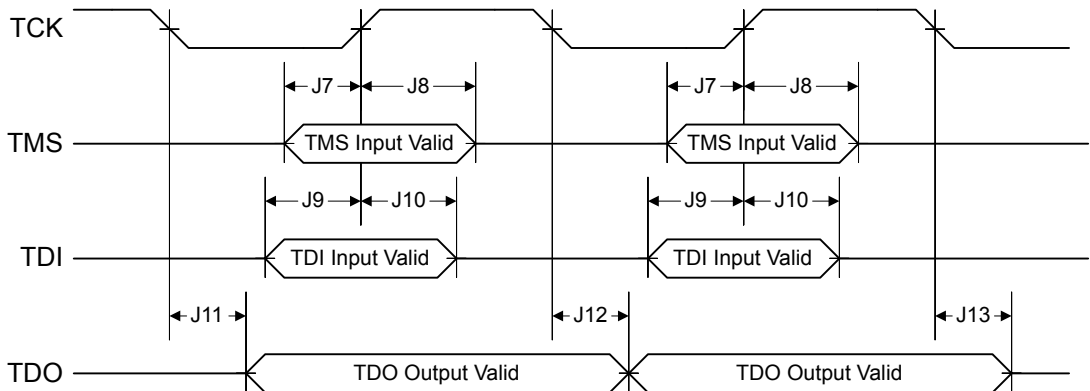 TCK
J7 J8 J7 J8
TMS TMS Input Valid TMS Input Valid
J9 J10 J9 J10
TDI TDI Input Valid TDI Input Valid
J11 J12 J13
TDO TDO Output Valid TDO Output Valid